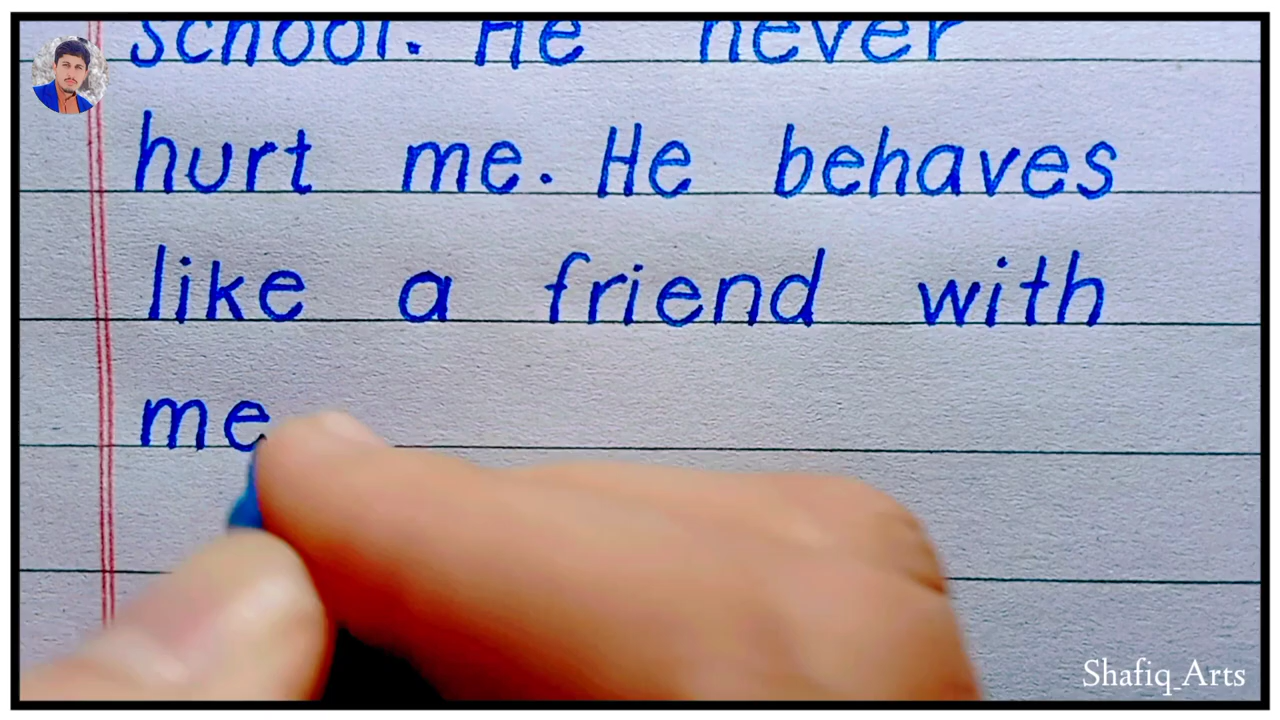 school. He never
hurt me. He behaves
like a friend with
me
Shafiq_Arts